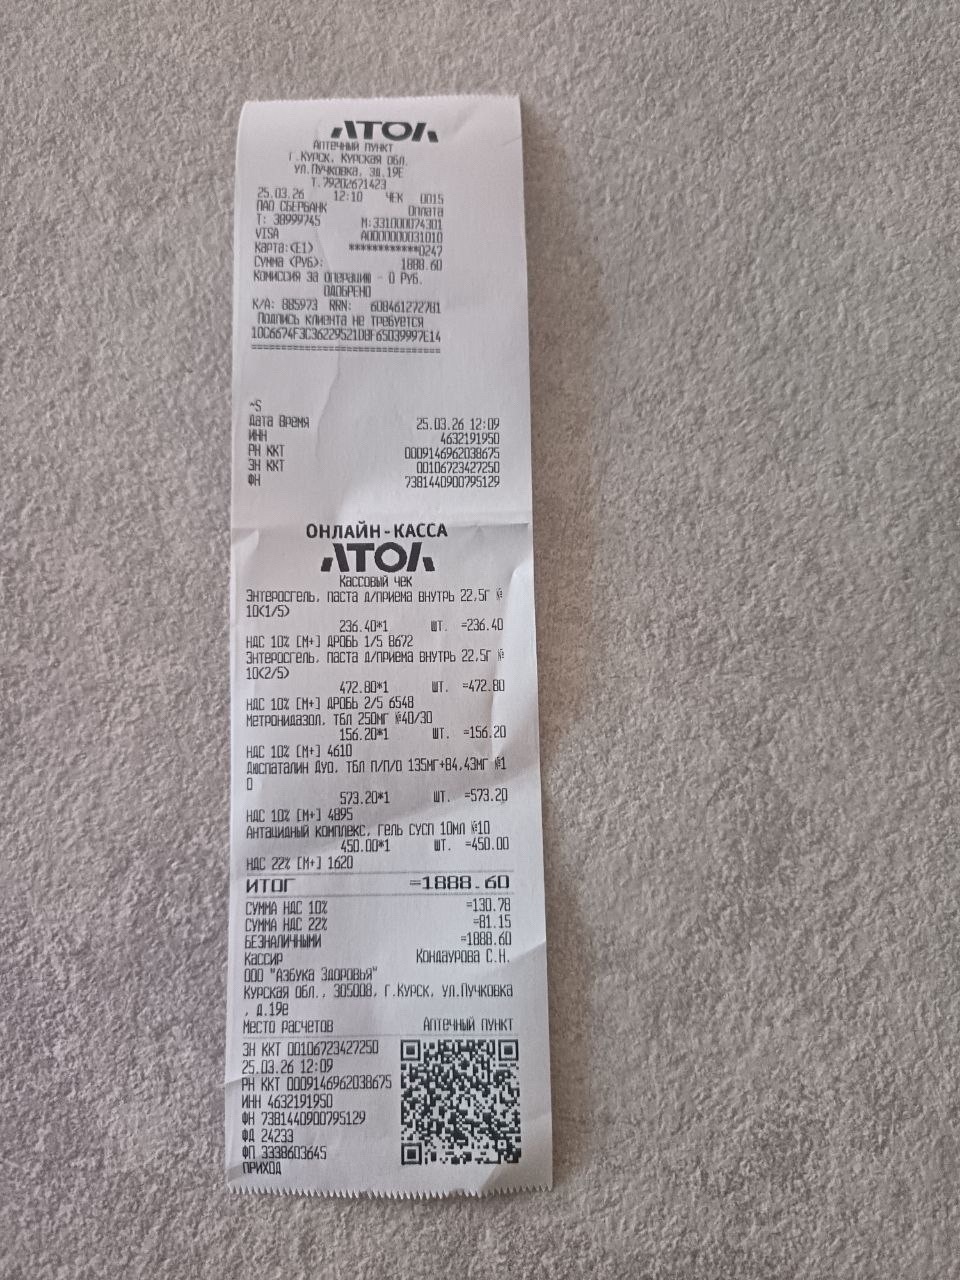 АТОЛ
Аптечный пункт
г.Курск, Курская обл.
ул.Пучковка, зд.19Е
Т.79202671423
25.03.26 12:10 ЧЕК 0015
ПАО СБЕРБАНК Оплата
Т: 38999745 М:331000074301
VISA A0000000031010
Карта:(E1) ************0247
Сумма (Руб): 1888.60
Комиссия за операцию - 0 Руб.
ОДОБРЕНО
К/А: 885973 RRN: 608461272781
Подпись клиента не требуется
10C6674F3C36229521D8F65039997E14
================================
~S
Дата Время 25.03.26 12:09
ИНН 4632191950
РН ККТ 0009146962038675
ЗН ККТ 00106723427250
ФН 7381440900795129
ОНЛАЙН-КАССА
АТОЛ
Кассовый чек
Энтеросгель, паста д/приема внутрь 22,5г №
10(1/5)
236.40*1 шт. =236.40
НДС 10% [М+] ДРОБЬ 1/5 8672
Энтеросгель, паста д/приема внутрь 22,5г №
10(2/5)
472.80*1 шт. =472.80
НДС 10% [М+] ДРОБЬ 2/5 6548
Метронидазол, тбл 250мг №40/30
156.20*1 шт. =156.20
НДС 10% [М+] 4610
Дюспаталин Дуо, тбл п/п/о 135мг+84,43мг №1
0
573.20*1 шт. =573.20
НДС 10% [М+] 4895
Антацидный комплекс, гель сусп 10мл №10
450.00*1 шт. =450.00
НДС 22% [М+] 1620
ИТОГ =1888.60
СУММА НДС 10% =130.78
СУММА НДС 22% =81.15
БЕЗНАЛИЧНЫМИ =1888.60
Кассир Кондаурова С.Н.
ООО "Азбука Здоровья"
Курская обл., 305008, г.Курск, ул.Пучковка
, д.19е
Место расчетов Аптечный пункт
ЗН ККТ 00106723427250
25.03.26 12:09
РН ККТ 0009146962038675
ИНН 4632191950
ФН 7381440900795129
ФД 24233
ФП 3338603645
ПРИХОД